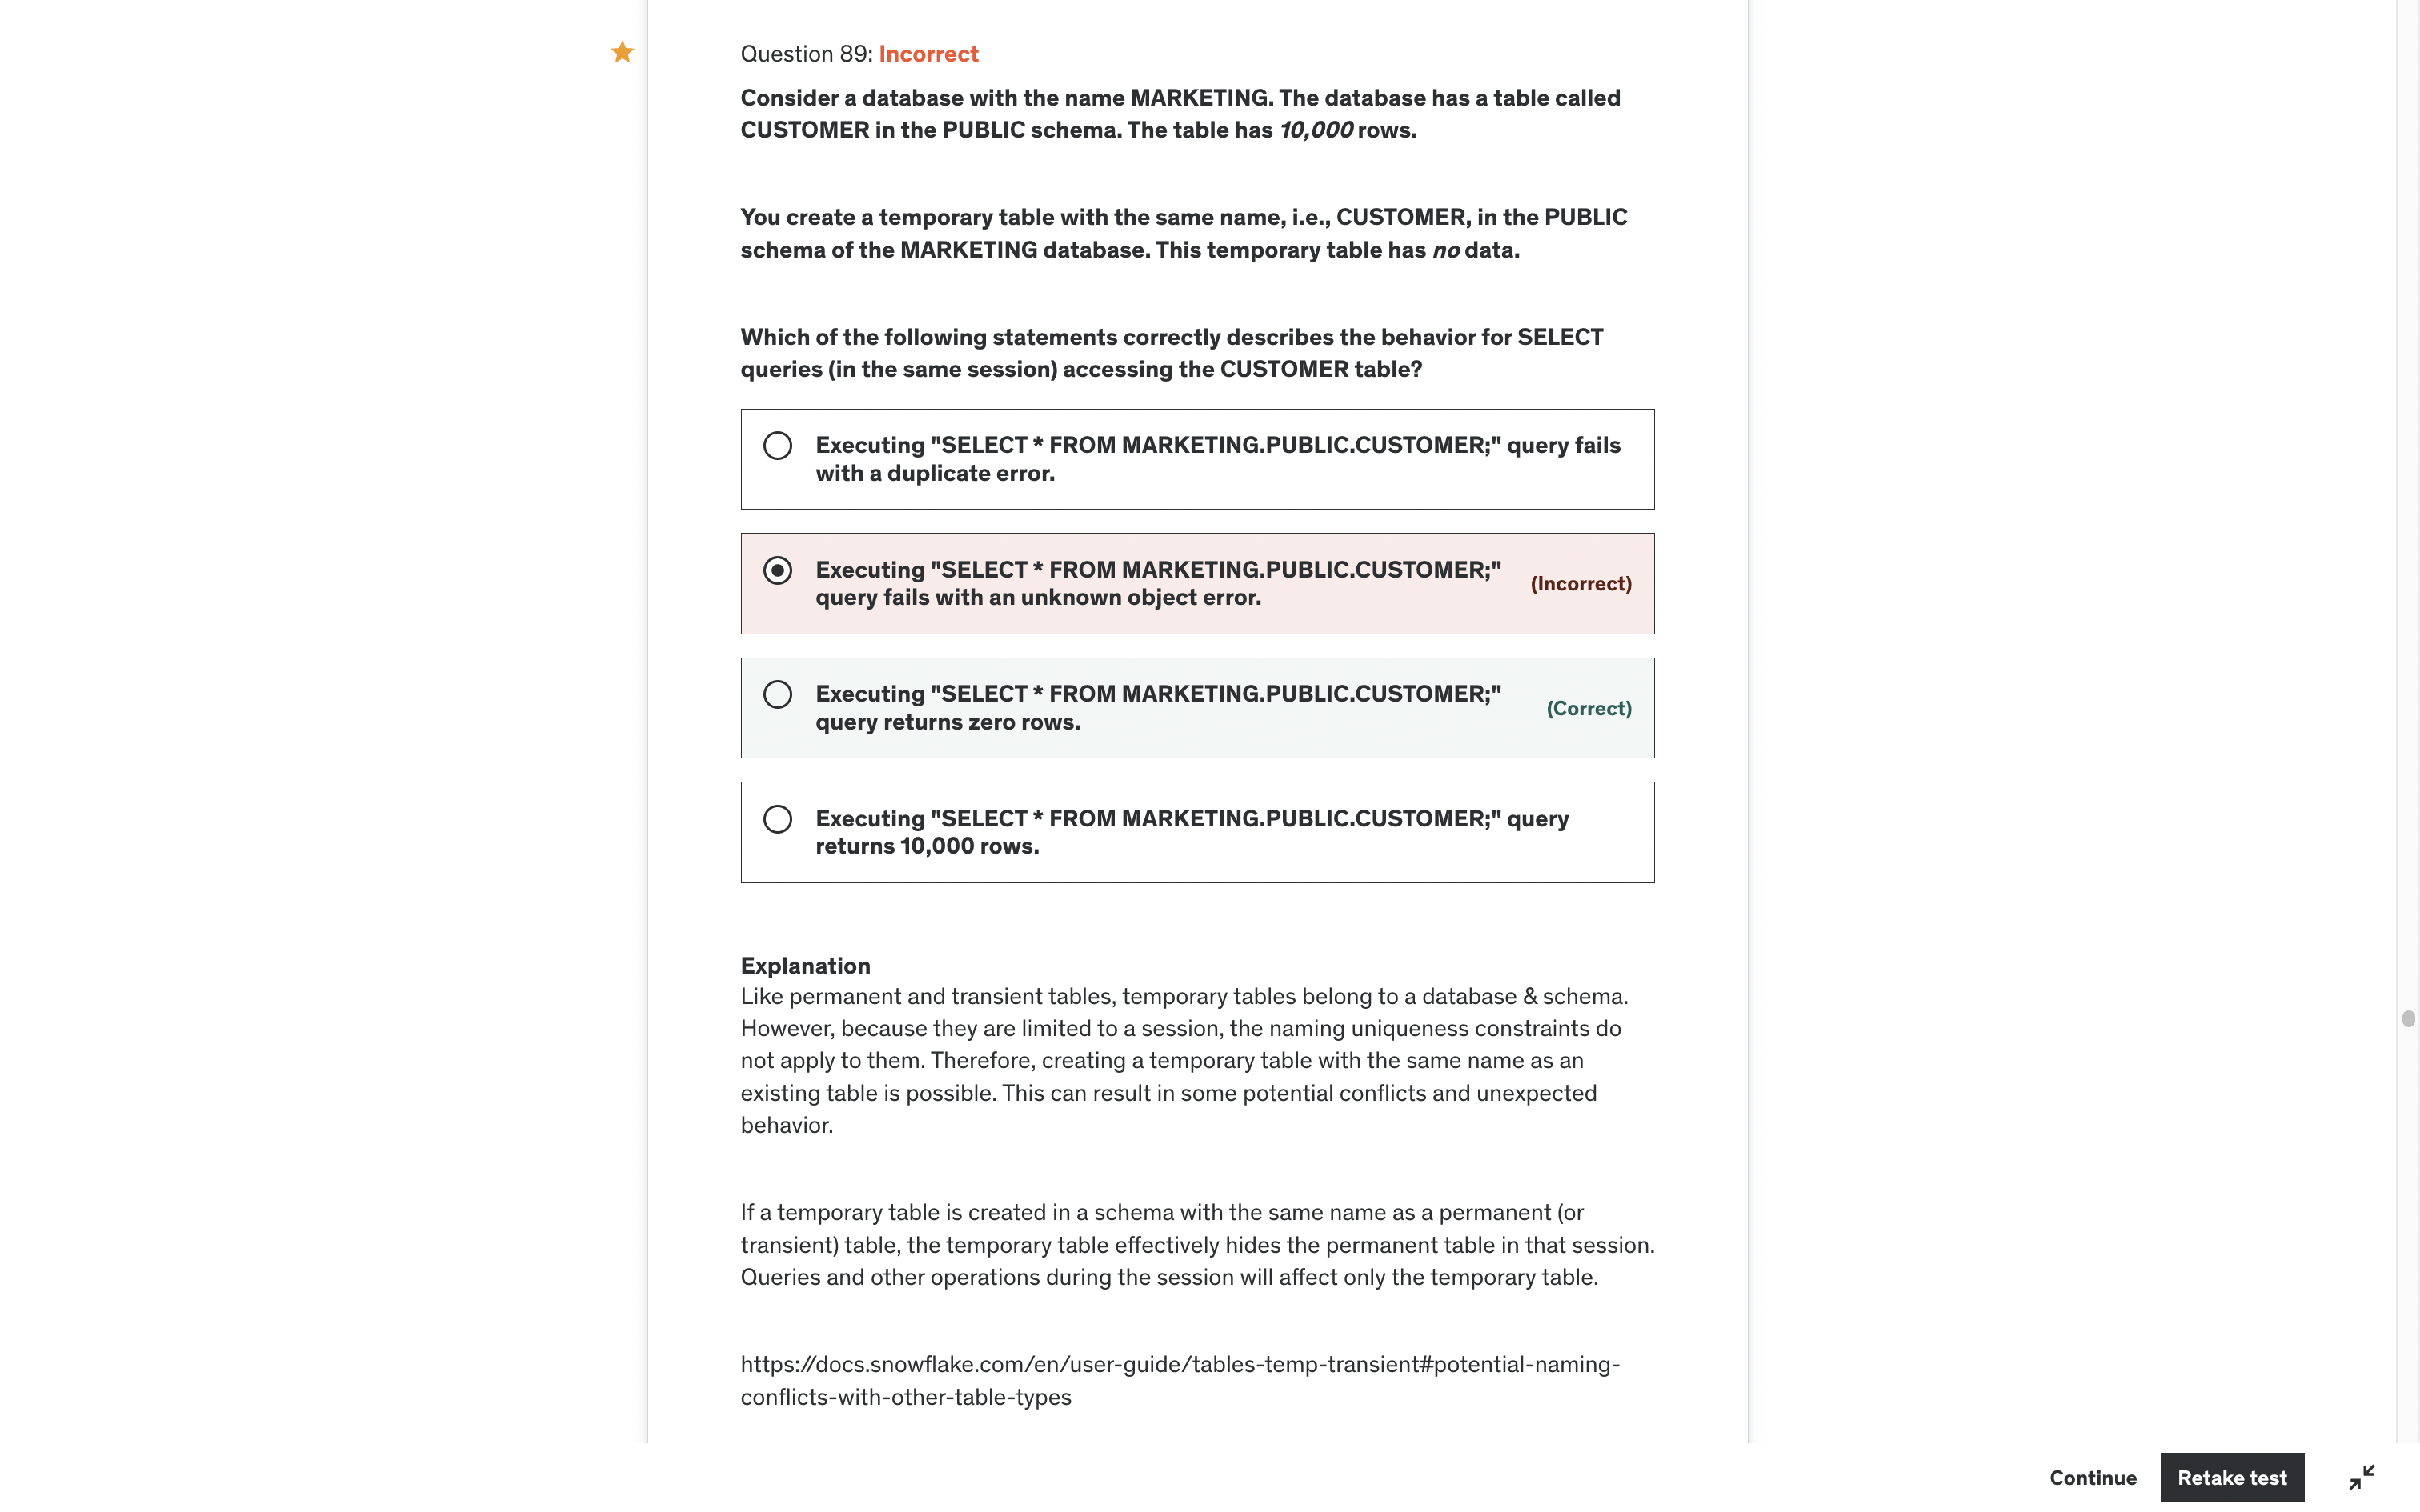 Question 89: Incorrect
Consider a database with the name MARKETING. The database has a table called
CUSTOMER in the PUBLIC schema. The table has 10,000 rows.
You create a temporary table with the same name, i.e., CUSTOMER, in the PUBLIC
schema of the MARKETING database. This temporary table has no data.
Which of the following statements correctly describes the behavior for SELECT
queries (in the same session) accessing the CUSTOMER table?
Executing "SELECT * FROM MARKETING.PUBLIC.CUSTOMER;" query fails
with a duplicate error.
Executing "SELECT * FROM MARKETING.PUBLIC.CUSTOMER;"
query fails with an unknown object error.
(Incorrect)
Executing "SELECT * FROM MARKETING.PUBLIC.CUSTOMER;"
query returns zero rows.
(Correct)
Executing "SELECT * FROM MARKETING.PUBLIC.CUSTOMER;" query
returns 10,000 rows.
Explanation
Like permanent and transient tables, temporary tables belong to a database & schema.
However, because they are limited to a session, the naming uniqueness constraints do
not apply to them. Therefore, creating a temporary table with the same name as an
existing table is possible. This can result in some potential conflicts and unexpected
behavior.
If a temporary table is created in a schema with the same name as a permanent (or
transient) table, the temporary table effectively hides the permanent table in that session.
Queries and other operations during the session will affect only the temporary table.
https://docs.snowflake.com/en/user-guide/tables-temp-transient#potential-naming-
conflicts-with-other-table-types
Continue
Retake test